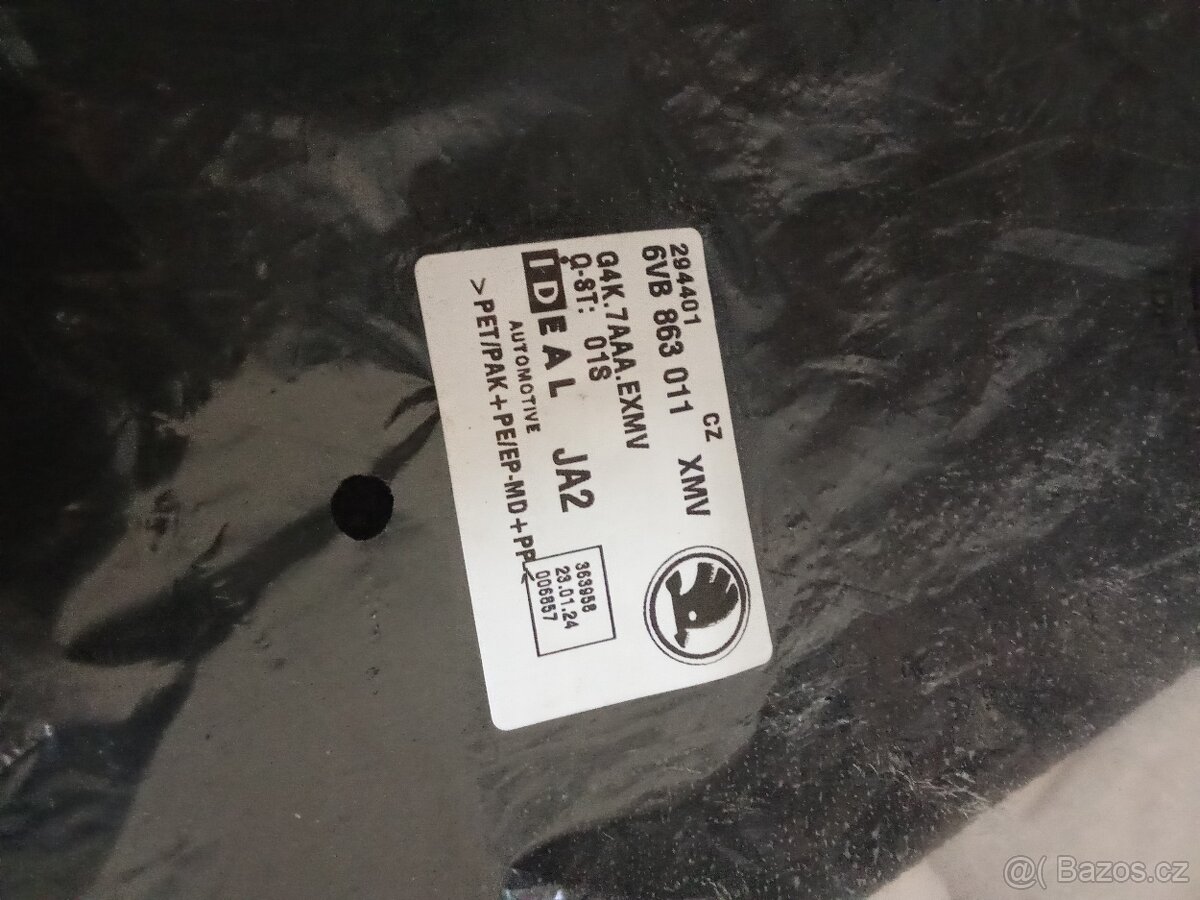 294401
6VB 863 011 CZ XMV
G4K.7AAA.EXMV
Q-ST: 01S
IDEAL JA2
AUTOMOTIVE
>PET/PAK+PE/EP-MD+PP<
363958
23.01.24
006857
@( Bazos.cz